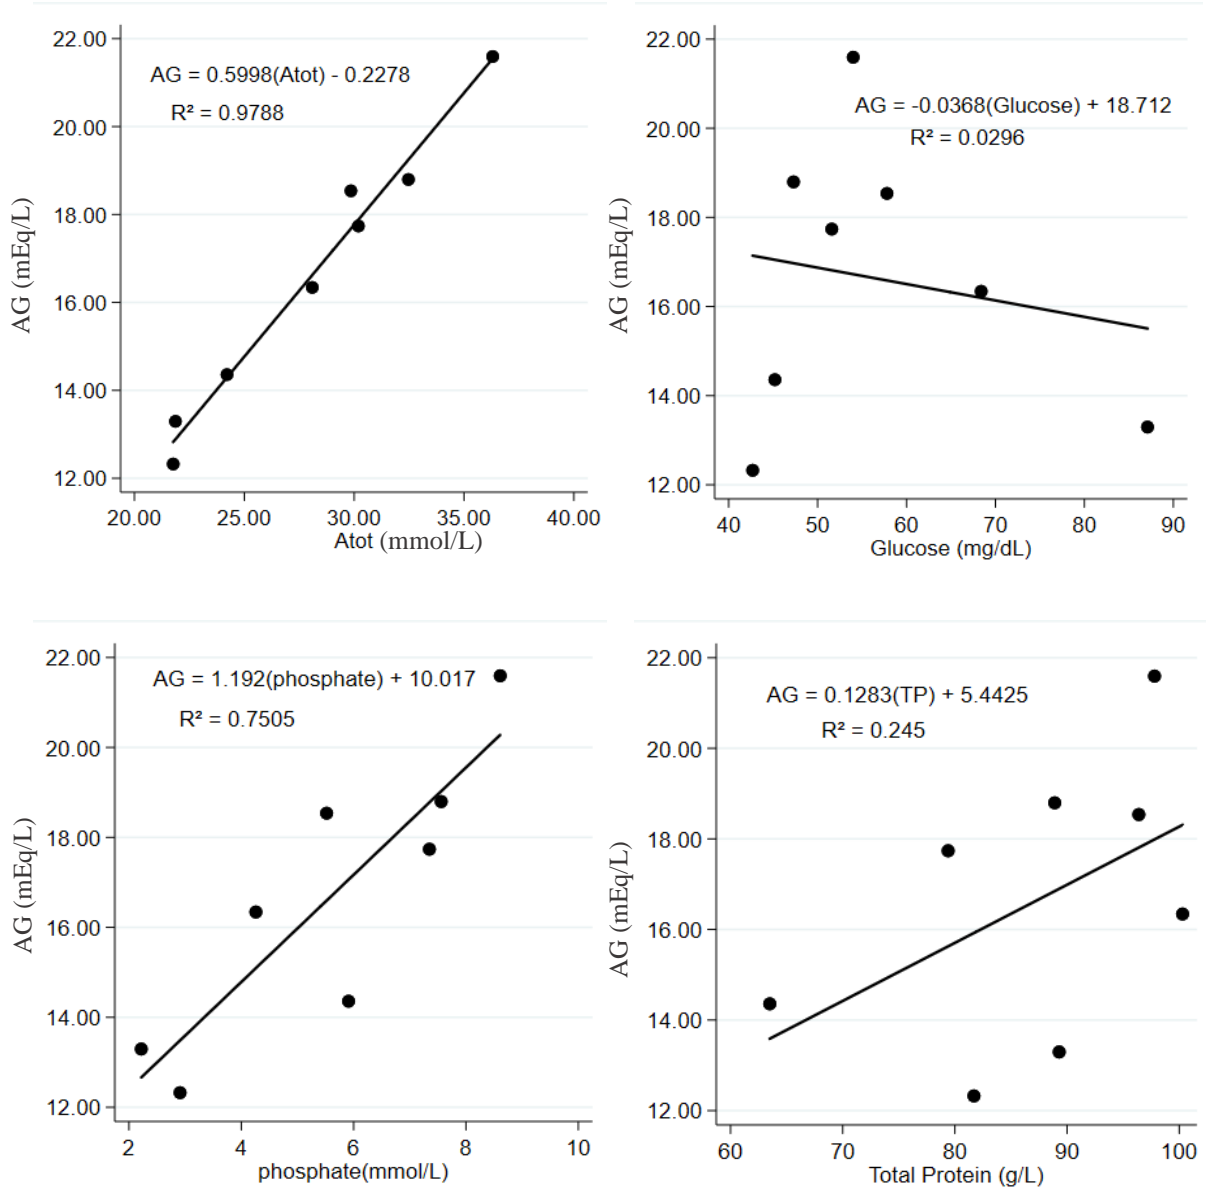 22.00
20.00
18.00
16.00
14.00
12.00
AG (mEq/L)
AG = 0.5998(Atot) - 0.2278
R² = 0.9788
20.00 25.00 30.00 35.00 40.00
Atot (mmol/L)
22.00
20.00
18.00
16.00
14.00
12.00
AG (mEq/L)
AG = -0.0368(Glucose) + 18.712
R² = 0.0296
40 50 60 70 80 90
Glucose (mg/dL)
22.00
20.00
18.00
16.00
14.00
12.00
AG (mEq/L)
AG = 1.192(phosphate) + 10.017
R² = 0.7505
2 4 6 8 10
phosphate(mmol/L)
22.00
20.00
18.00
16.00
14.00
12.00
AG (mEq/L)
AG = 0.1283(TP) + 5.4425
R² = 0.245
60 70 80 90 100
Total Protein (g/L)